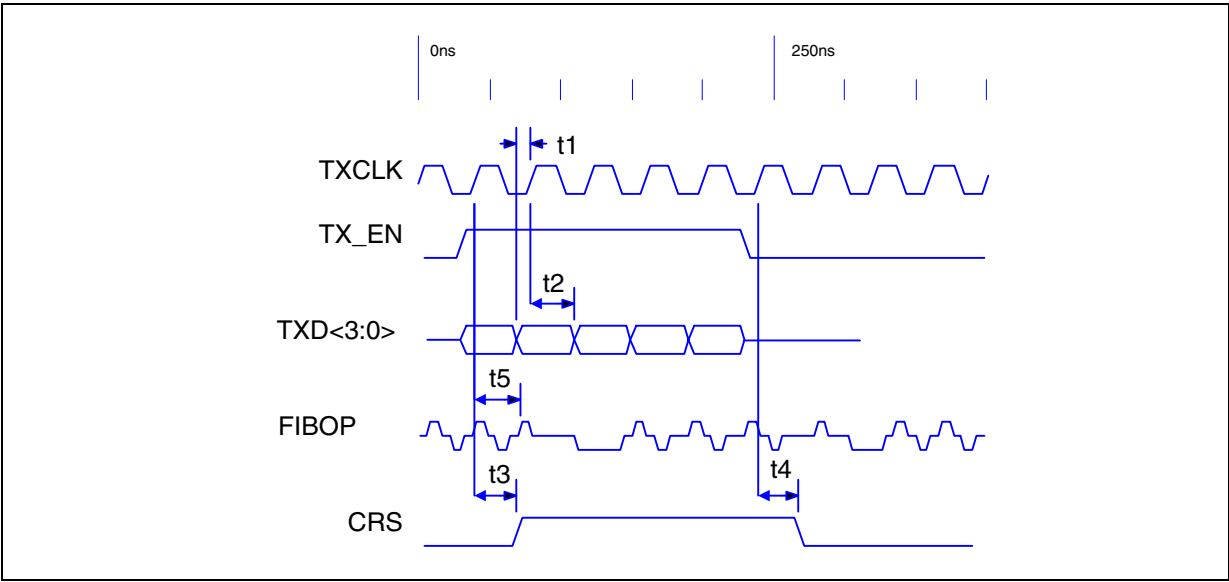 0ns
250ns
t1
TXCLK
TX_EN
t2
TXD<3:0>
t5
FIBOP
t3
t4
CRS